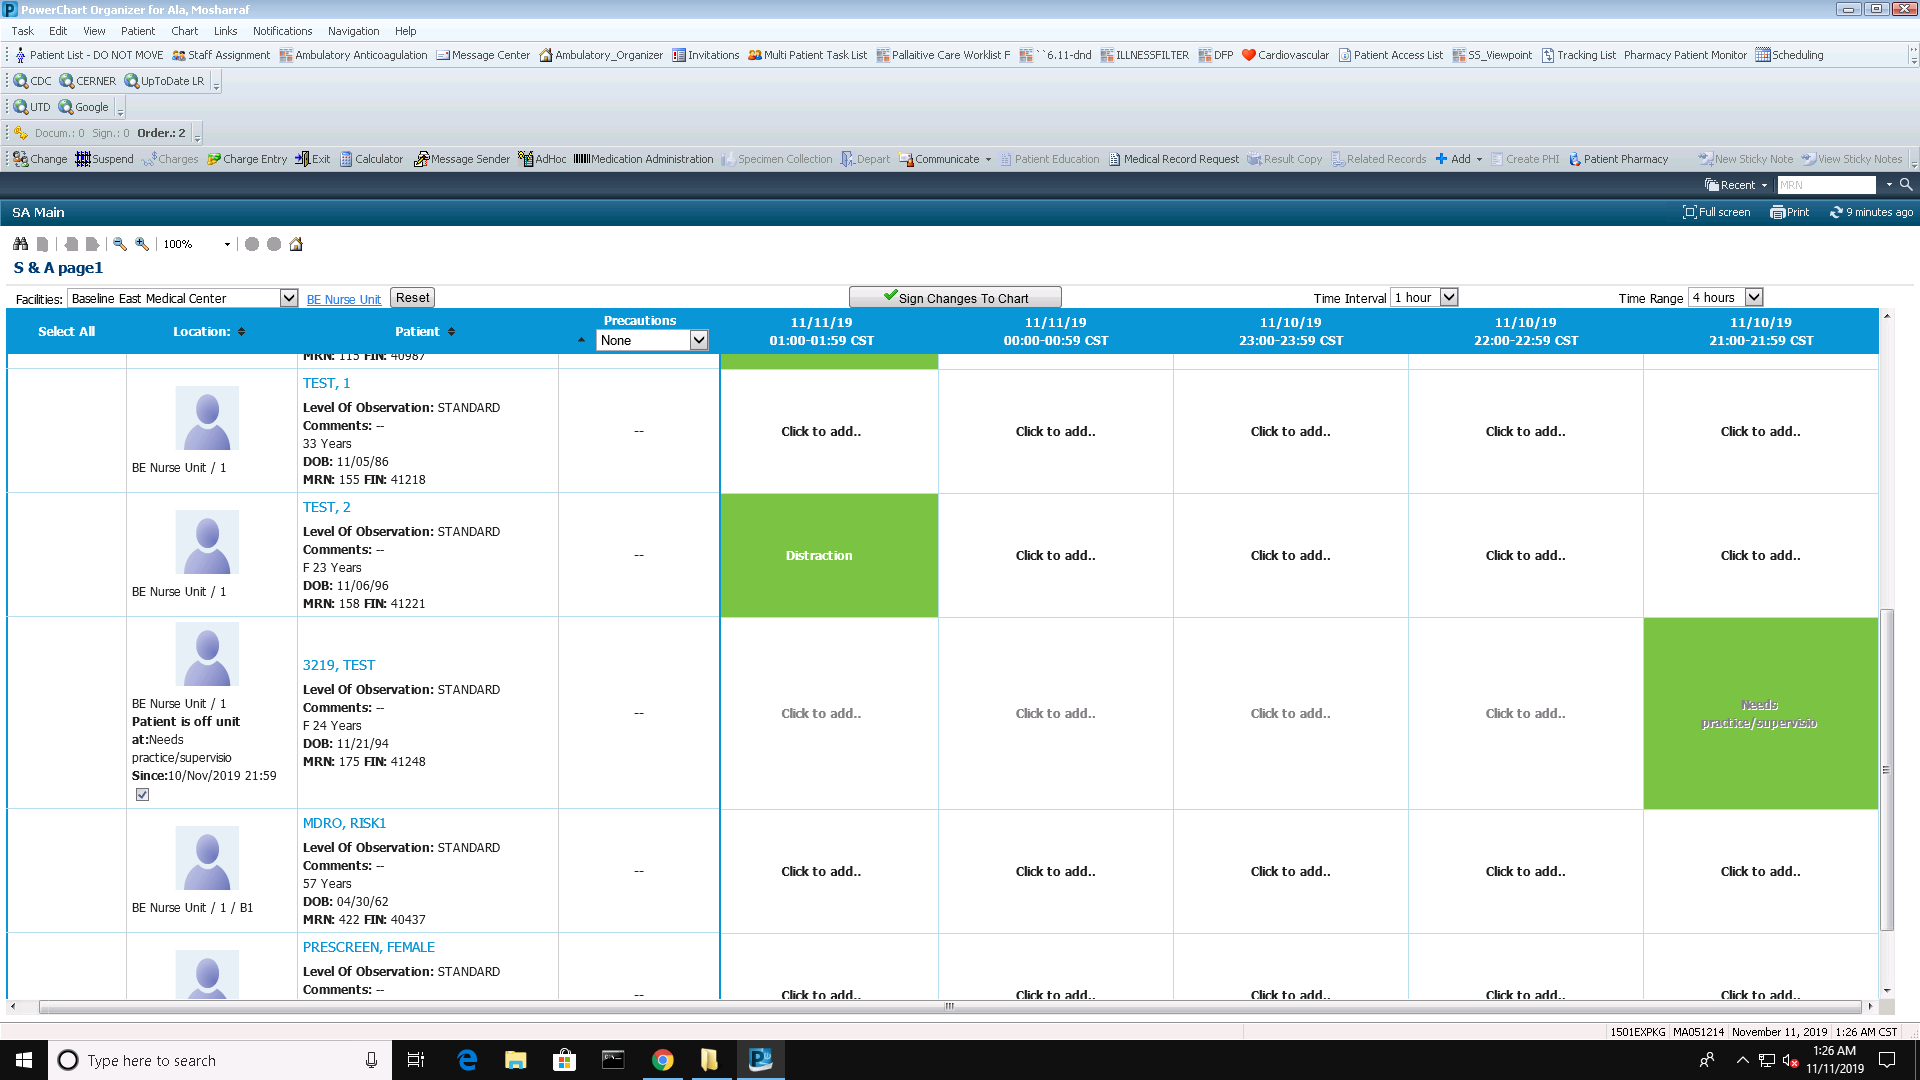 PowerChart Organizer for Ala, Mosharraf
Task Edit View Patient Chart Links Notifications Navigation Help
Patient List - DO NOT MOVE Staff Assignment Ambulatory Anticoagulation Message Center Ambulatory_Organizer Invitations Multi Patient Task List Pallaitive Care Worklist F ``6.11-dnd ILLNESSFILTER DFP Cardiovascular Patient Access List SS_Viewpoint Tracking List Pharmacy Patient Monitor Scheduling
CDC CERNER UpToDate LR
UTD Google
Docum.: 0 Sign.: 0 Order.: 2
Change Suspend Charges Charge Entry Exit Calculator Message Sender AdHoc Medication Administration Specimen Collection Depart Communicate Patient Education Medical Record Request Result Copy Related Records Add Create PHI Patient Pharmacy New Sticky Note View Sticky Notes
Recent MRN
SA Main Full screen Print 9 minutes ago
100%
S & A page1
Facilities: Baseline East Medical Center BE Nurse Unit Reset Sign Changes To Chart Time Interval 1 hour Time Range 4 hours
Select All Location: Patient Precautions None
11/11/19 01:00-01:59 CST
11/11/19 00:00-00:59 CST
11/10/19 23:00-23:59 CST
11/10/19 22:00-22:59 CST
11/10/19 21:00-21:59 CST
MRN: 115 FIN: 40987
BE Nurse Unit / 1
TEST, 1
Level Of Observation: STANDARD
Comments: --
33 Years
DOB: 11/05/86
MRN: 155 FIN: 41218
-- Click to add.. Click to add.. Click to add.. Click to add.. Click to add..
BE Nurse Unit / 1
TEST, 2
Level Of Observation: STANDARD
Comments: --
F 23 Years
DOB: 11/06/96
MRN: 158 FIN: 41221
-- Distraction Click to add.. Click to add.. Click to add.. Click to add..
BE Nurse Unit / 1
Patient is off unit
at:Needs
practice/supervisio
Since:10/Nov/2019 21:59
3219, TEST
Level Of Observation: STANDARD
Comments: --
F 24 Years
DOB: 11/21/94
MRN: 175 FIN: 41248
-- Click to add.. Click to add.. Click to add.. Click to add..
Needs
practice/supervisio
BE Nurse Unit / 1 / B1
MDRO, RISK1
Level Of Observation: STANDARD
Comments: --
57 Years
DOB: 04/30/62
MRN: 422 FIN: 40437
-- Click to add.. Click to add.. Click to add.. Click to add.. Click to add..
PRESCREEN, FEMALE
Level Of Observation: STANDARD
Comments: --
-- Click to add.. Click to add.. Click to add.. Click to add.. Click to add..
1501EXPKG MA051214 November 11, 2019 1:26 AM CST
Type here to search
1:26 AM
11/11/2019